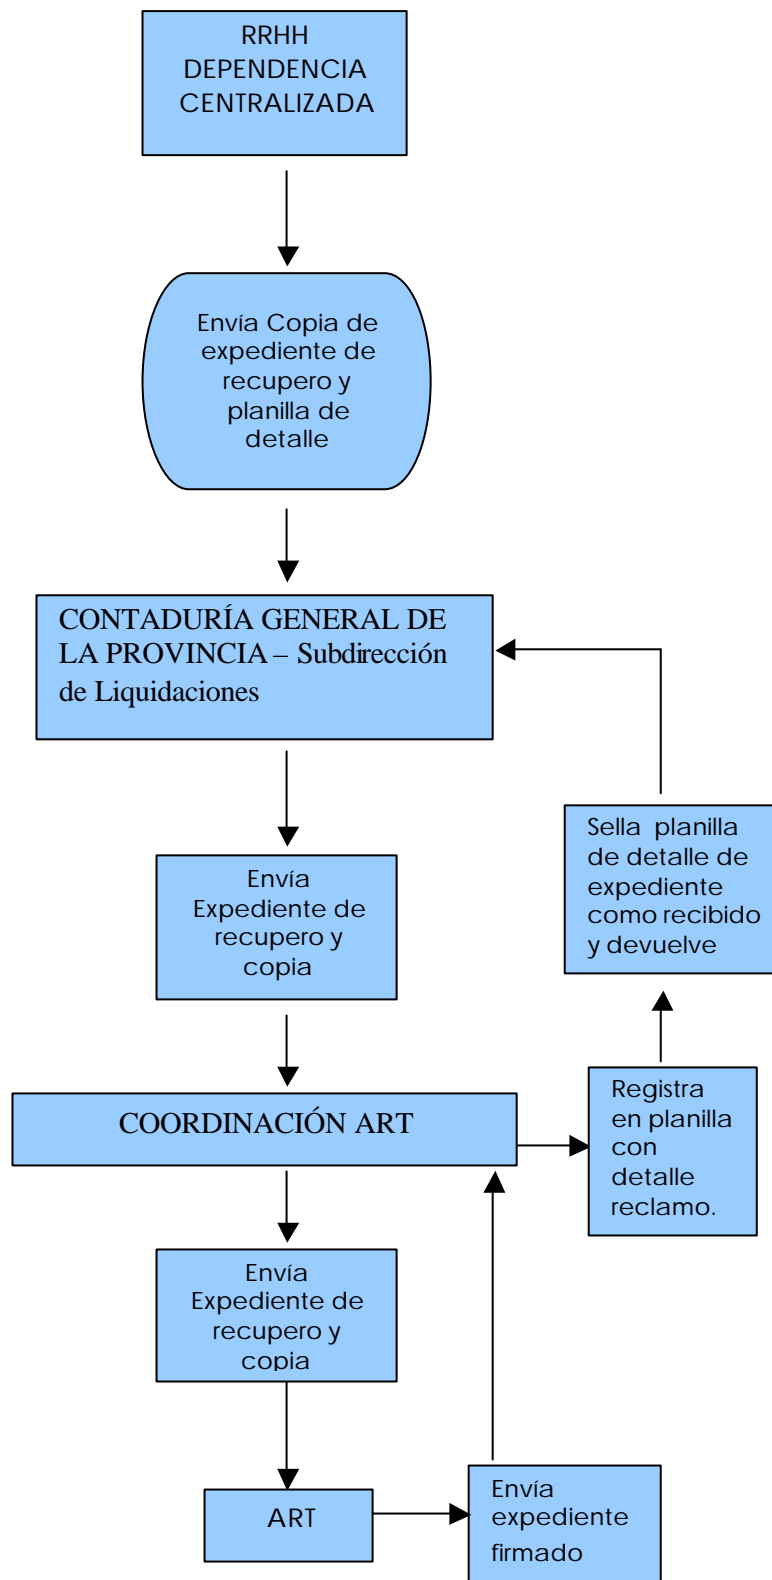 RRHH
DEPENDENCIA
CENTRALIZADA
Envía Copia de
expediente de
recupero y
planilla de
detalle
CONTADURÍA GENERAL DE
LA PROVINCIA – Subdirección
de Liquidaciones
Envía
Expediente de
recupero y
copia
Sella planilla
de detalle de
expediente
como recibido
y devuelve
COORDINACIÓN ART
Registra
en planilla
con
detalle
reclamo.
Envía
Expediente de
recupero y
copia
ART
Envía
expediente
firmado